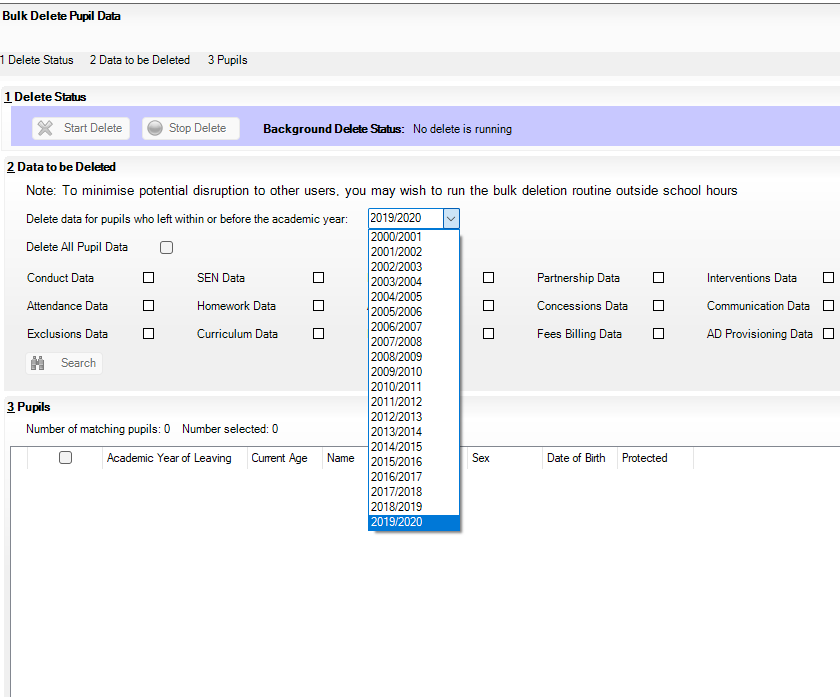 Bulk Delete Pupil Data
1 Delete Status 2 Data to be Deleted 3 Pupils
1 Delete Status
Start Delete Stop Delete Background Delete Status: No delete is running
2 Data to be Deleted
Note: To minimise potential disruption to other users, you may wish to run the bulk deletion routine outside school hours
Delete data for pupils who left within or before the academic year: 2019/2020
Delete All Pupil Data
Conduct Data SEN Data Partnership Data Interventions Data
Attendance Data Homework Data Concessions Data Communication Data
Exclusions Data Curriculum Data Fees Billing Data AD Provisioning Data
Search
2000/2001
2001/2002
2002/2003
2003/2004
2004/2005
2005/2006
2006/2007
2007/2008
2008/2009
2009/2010
2010/2011
2011/2012
2012/2013
2013/2014
2014/2015
2015/2016
2016/2017
2017/2018
2018/2019
2019/2020
3 Pupils
Number of matching pupils: 0 Number selected: 0
Academic Year of Leaving Current Age Name Sex Date of Birth Protected